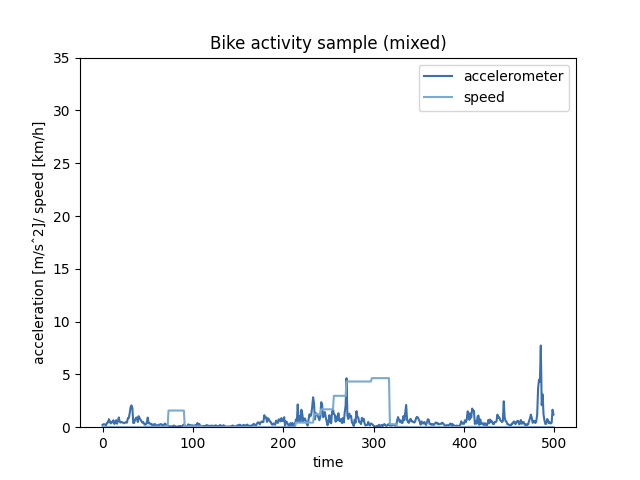 Bike activity sample (mixed)
accelerometer
speed
acceleration [m/sˆ2]/ speed [km/h]
35
30
25
20
15
10
5
0
0 100 200 300 400 500
time